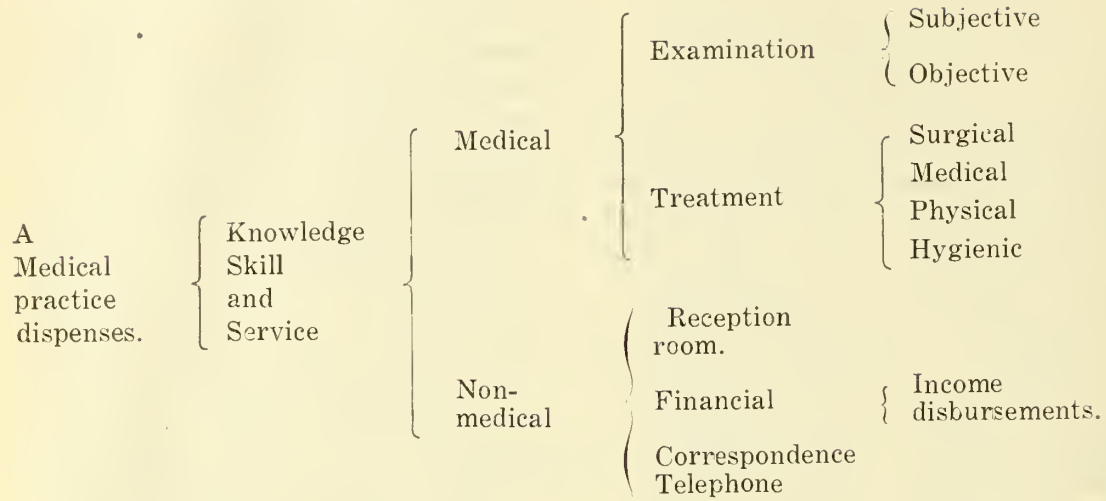 A
Medical
practice
dispenses.
Knowledge
Skill
and
Service
Medical
Examination
Subjective
Objective
Treatment
Surgical
Medical
Physical
Hygienic
Non-
medical
Reception
room.
Financial
Income
disbursements.
Correspondence
Telephone